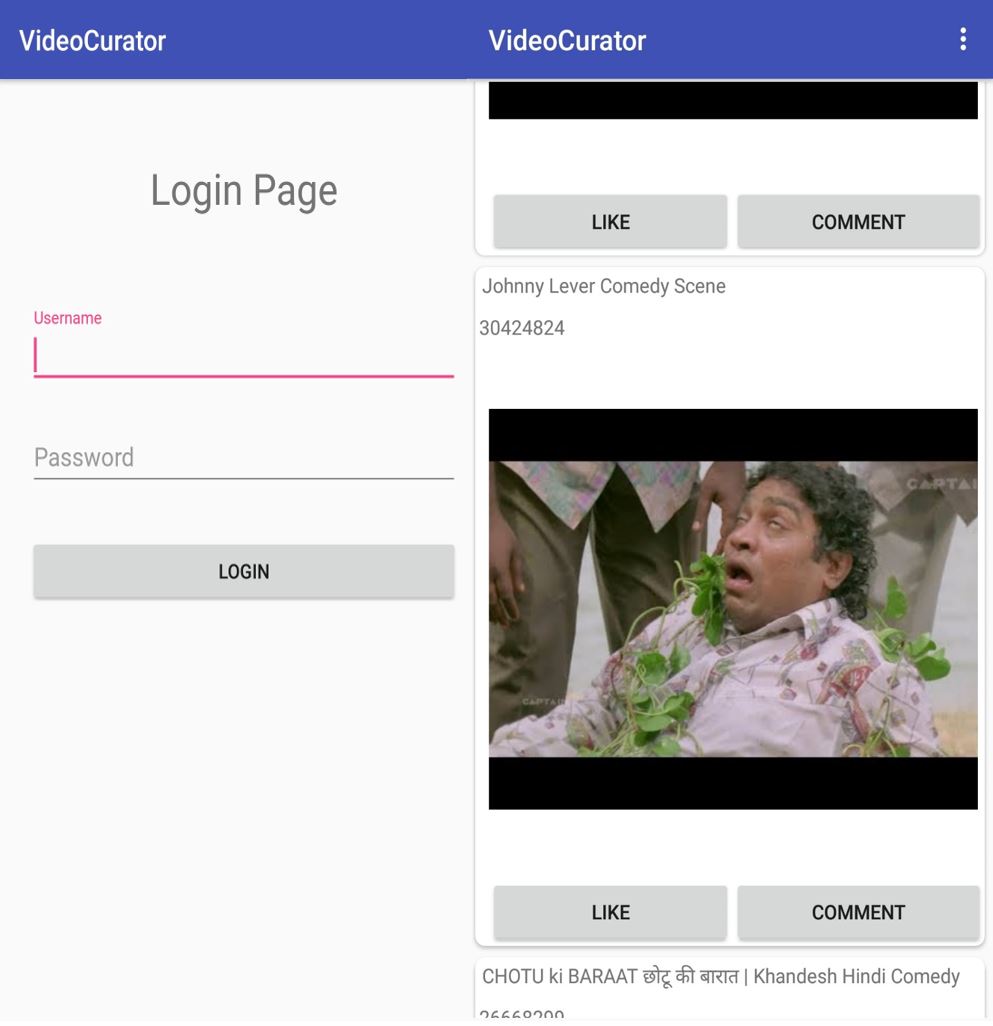 VideoCurator
Login Page
Username
Password
LOGIN
VideoCurator
LIKE
COMMENT
Johnny Lever Comedy Scene
30424824
CAPTAI
CAPTAI
LIKE
COMMENT
CHOTU ki BARAAT छोटू की बारात | Khandesh Hindi Comedy
26668299